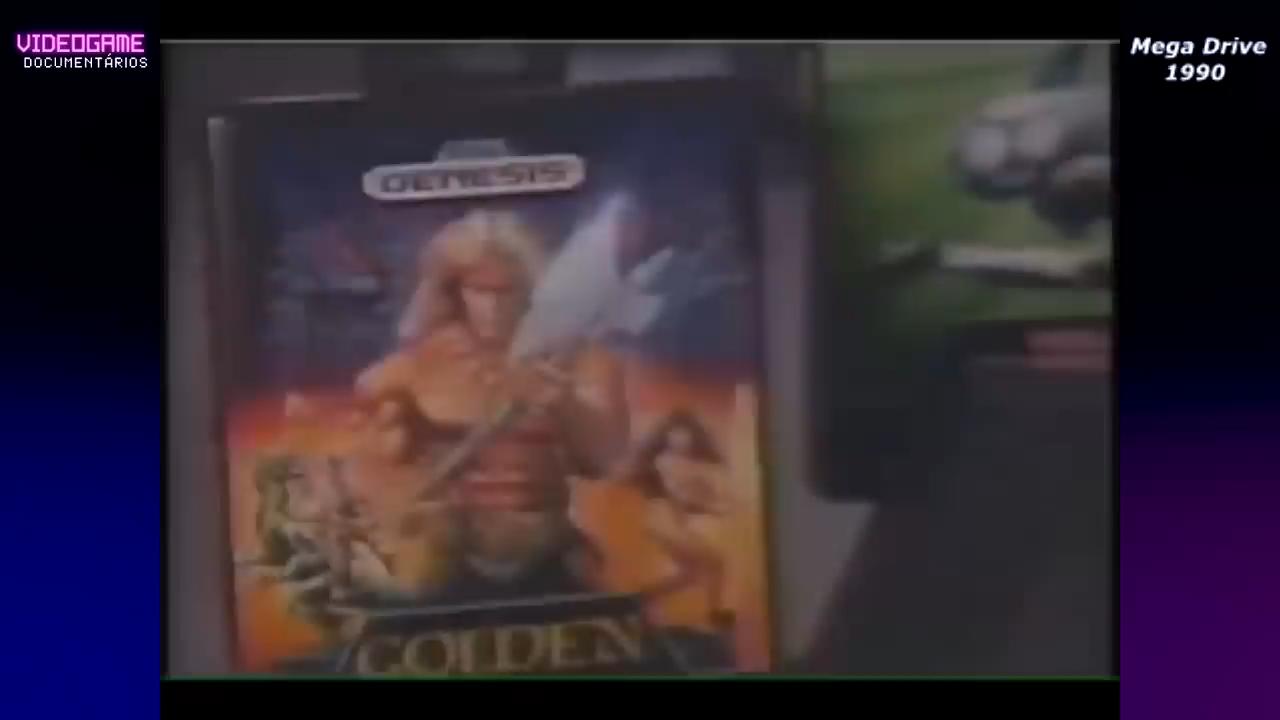 VIDEOGAME
DOCUMENTÁRIOS
Mega Drive
1990
GENESIS
GOLDEN